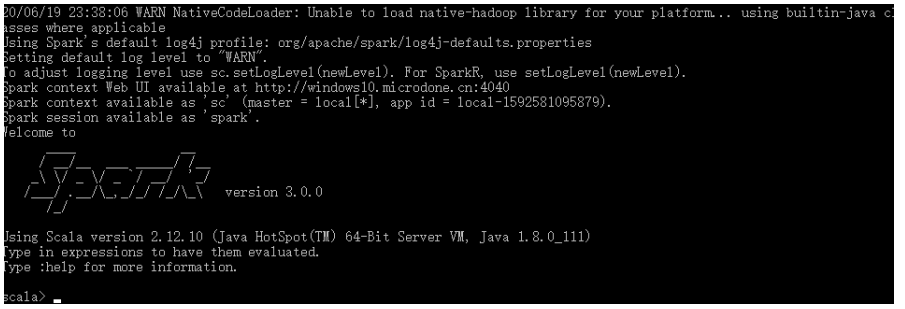 20/06/19 23:38:06 WARN NativeCodeLoader: Unable to load native-hadoop library for your platform... using builtin-java cl
asses where applicable
Using Spark's default log4j profile: org/apache/spark/log4j-defaults.properties
Setting default log level to "WARN".
To adjust logging level use sc.setLogLevel(newLevel). For SparkR, use setLogLevel(newLevel).
Spark context Web UI available at http://windows10.microdone.cn:4040
Spark context available as 'sc' (master = local[*], app id = local-1592581095879).
Spark session available as 'spark'.
Welcome to
Spark version 3.0.0
Using Scala version 2.12.10 (Java HotSpot(TM) 64-Bit Server VM, Java 1.8.0_111)
Type in expressions to have them evaluated.
Type :help for more information.
scala>